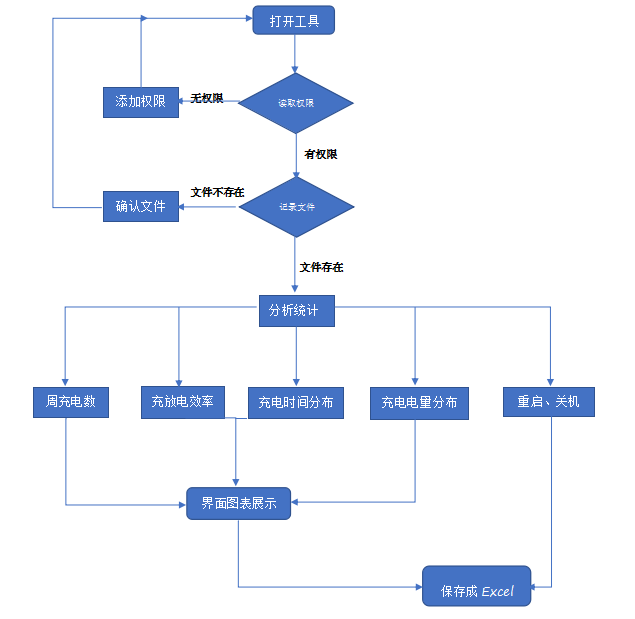 打开工具
添加权限
无权限
读取权限
有权限
文件不存在
确认文件
记录文件
文件存在
分析统计
周充电数
充放电效率
充电时间分布
充电电量分布
重启、关机
界面图表展示
保存成 Excel